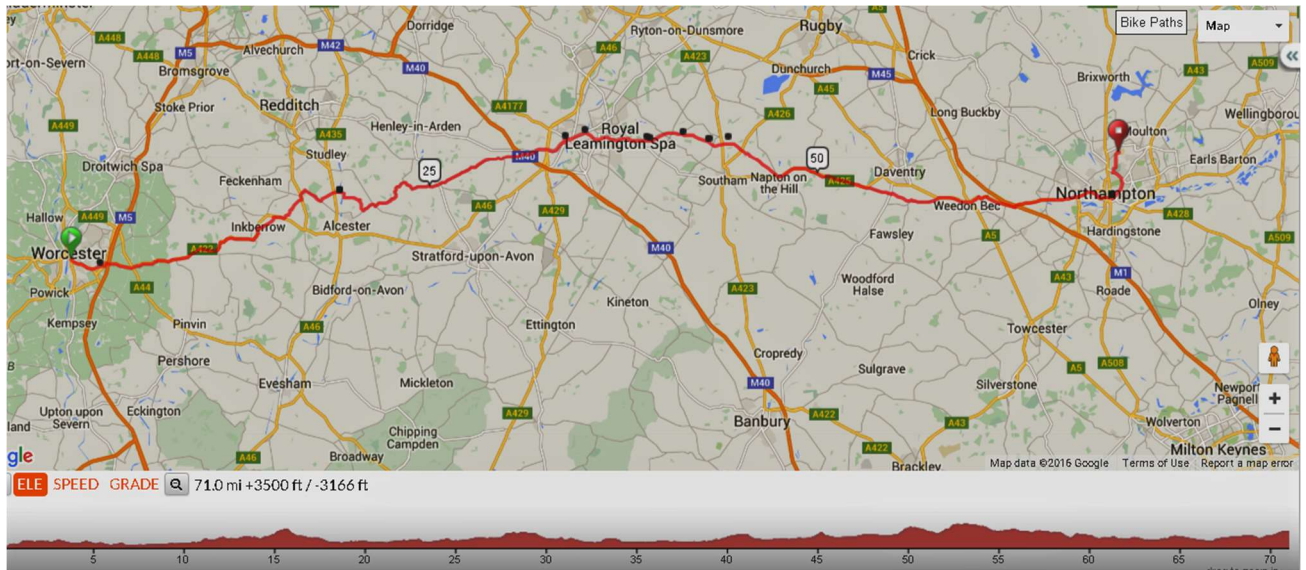 Dorridge
Ryton-on-Dunsmore
Rugby
Bike Paths
Map
A448
A448
Alvechurch
M42
M5
M40
A46
A423
A5
Crick
ort-on-Severn
Bromsgrove
Dunchurch
M45
Brixworth
A43
A509
A45
Stoke Prior
Redditch
A4177
A426
Long Buckby
Wellingborou
A449
A435
Henley-in-Arden
Royal
Leamington Spa
Moulton
Droitwich Spa
Studley
M40
50
Earls Barton
Feckenham
25
Southam
Napton on
the Hill
A425
Daventry
Northampton
Hallow
A449
M5
A46
A429
Weedon Bec
A428
Inkberrow
Alcester
Fawsley
A5
Hardingstone
A509
Worcester
A422
Stratford-upon-Avon
M40
A43
M1
Powick
A44
Bidford-on-Avon
A423
Woodford
Halse
Roade
Olney
Kineton
Kempsey
Pinvin
A46
Ettington
Towcester
Pershore
Cropredy
A5
A508
Evesham
Mickleton
M40
Sulgrave
Silverstone
Newpor
Pagnell
Upton upon
Severn
Eckington
A429
Banbury
A422
A43
Wolverton
land
Chipping
Campden
A422
Milton Keynes
gle
A46
Broadway
Brackley
Map data ©2016 Google
Terms of Use
Report a map error
ELE SPEED GRADE 71.0 mi +3500 ft / -3166 ft
5 10 15 20 25 30 35 40 45 50 55 60 65 70